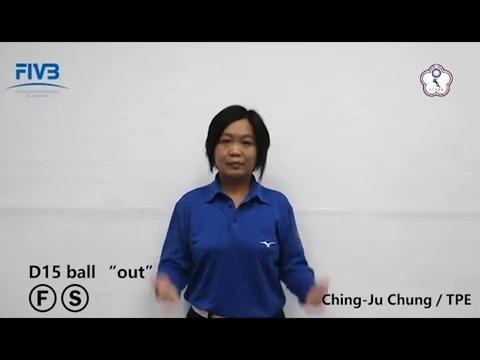 FIVB
D15 ball “out”
F S
Ching-Ju Chung / TPE